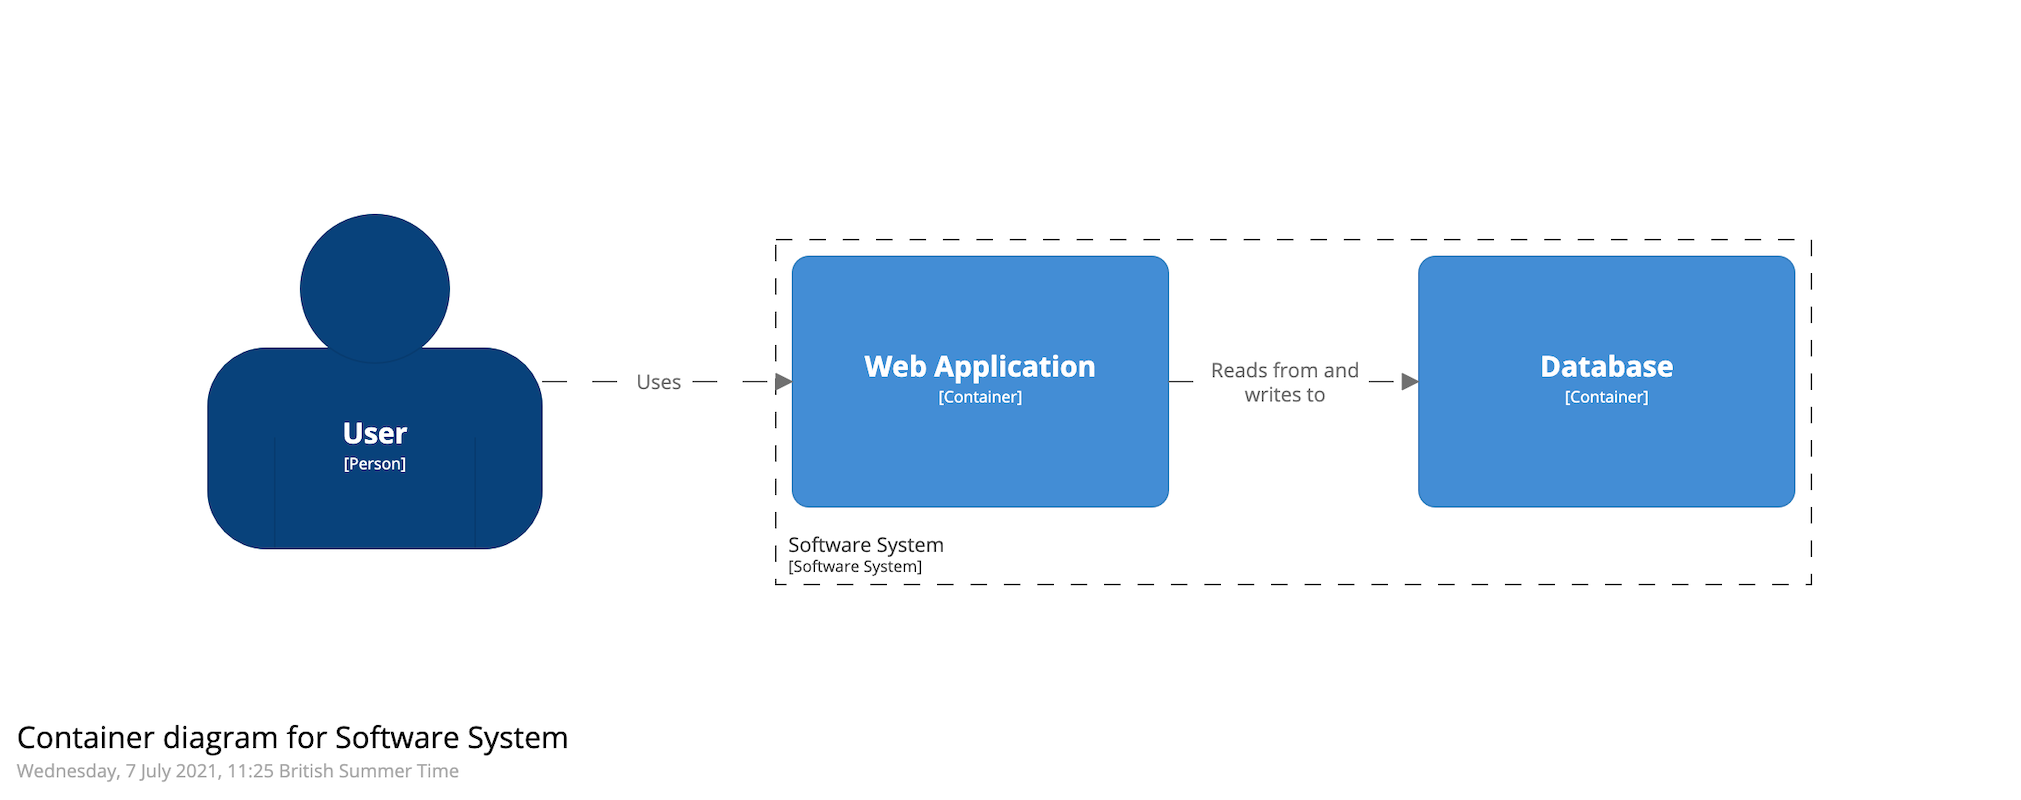 User
[Person]
Uses
Web Application
[Container]
Reads from and
writes to
Database
[Container]
Software System
[Software System]
Container diagram for Software System
Wednesday, 7 July 2021, 11:25 British Summer Time